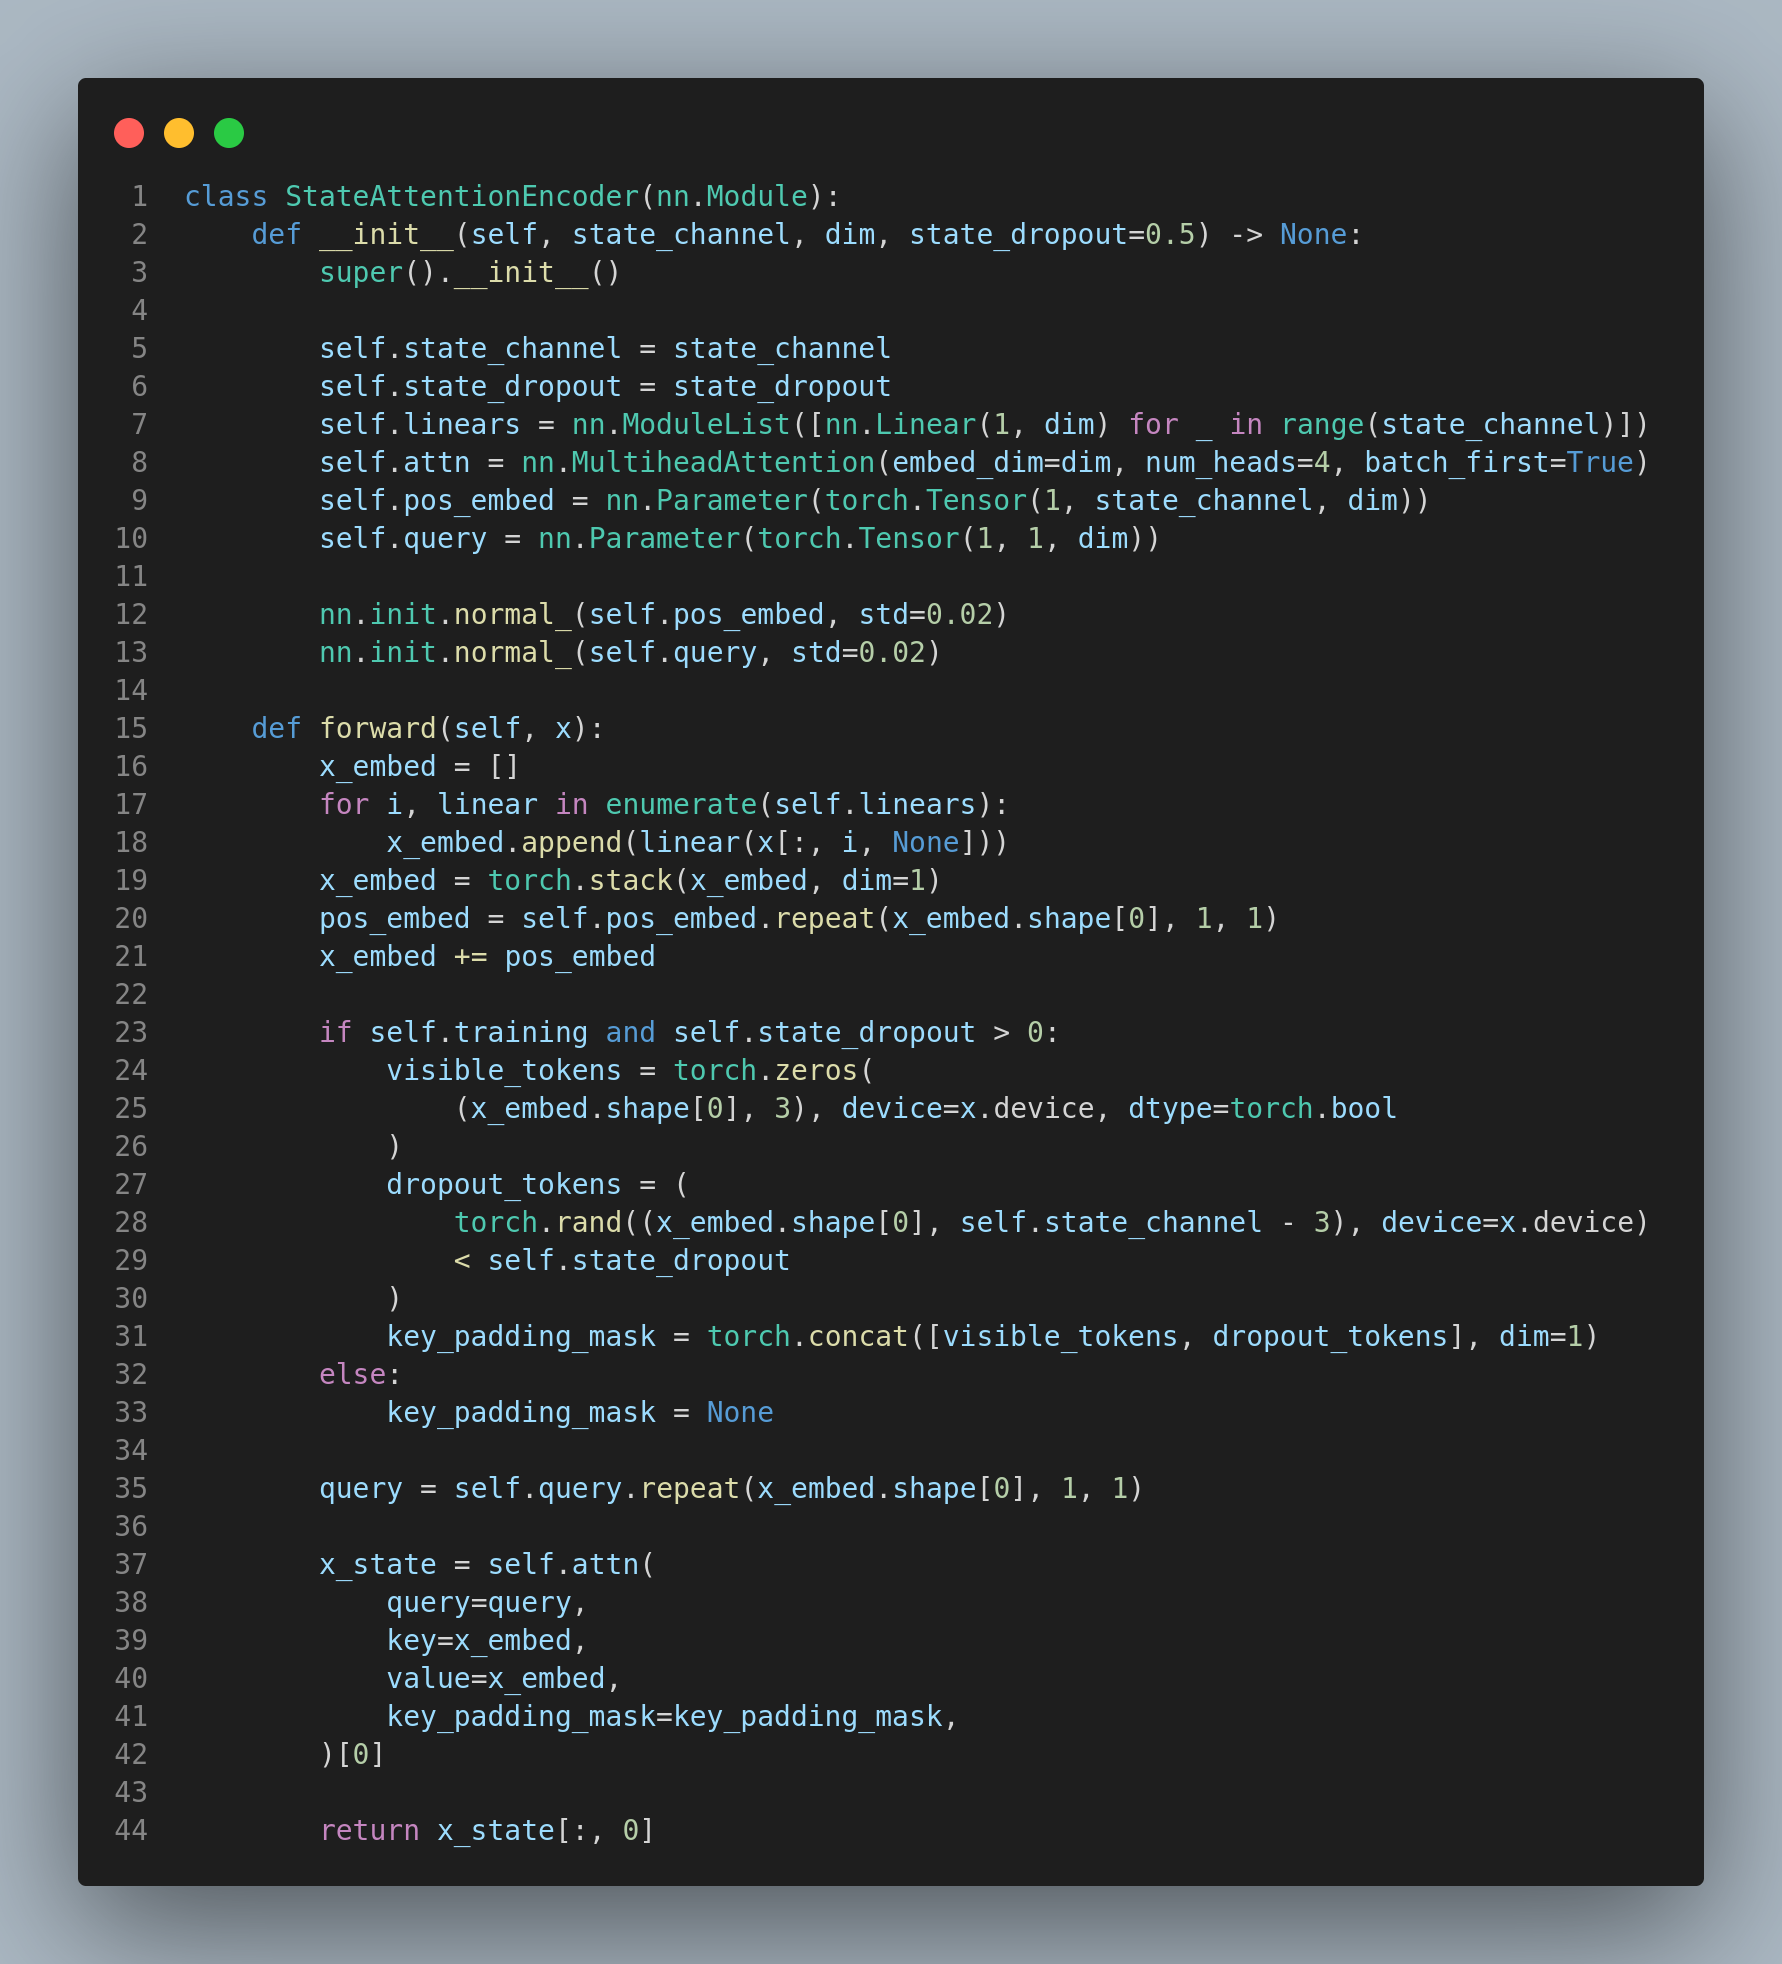 1 class StateAttentionEncoder(nn.Module):
2     def __init__(self, state_channel, dim, state_dropout=0.5) -> None:
3         super().__init__()
4
5         self.state_channel = state_channel
6         self.state_dropout = state_dropout
7         self.linears = nn.ModuleList([nn.Linear(1, dim) for _ in range(state_channel)])
8         self.attn = nn.MultiheadAttention(embed_dim=dim, num_heads=4, batch_first=True)
9         self.pos_embed = nn.Parameter(torch.Tensor(1, state_channel, dim))
10         self.query = nn.Parameter(torch.Tensor(1, 1, dim))
11
12         nn.init.normal_(self.pos_embed, std=0.02)
13         nn.init.normal_(self.query, std=0.02)
14
15     def forward(self, x):
16         x_embed = []
17         for i, linear in enumerate(self.linears):
18             x_embed.append(linear(x[:, i, None]))
19         x_embed = torch.stack(x_embed, dim=1)
20         pos_embed = self.pos_embed.repeat(x_embed.shape[0], 1, 1)
21         x_embed += pos_embed
22
23         if self.training and self.state_dropout > 0:
24             visible_tokens = torch.zeros(
25                 (x_embed.shape[0], 3), device=x.device, dtype=torch.bool
26             )
27             dropout_tokens = (
28                 torch.rand((x_embed.shape[0], self.state_channel - 3), device=x.device)
29                 < self.state_dropout
30             )
31             key_padding_mask = torch.concat([visible_tokens, dropout_tokens], dim=1)
32         else:
33             key_padding_mask = None
34
35         query = self.query.repeat(x_embed.shape[0], 1, 1)
36
37         x_state = self.attn(
38             query=query,
39             key=x_embed,
40             value=x_embed,
41             key_padding_mask=key_padding_mask,
42         )[0]
43
44         return x_state[:, 0]